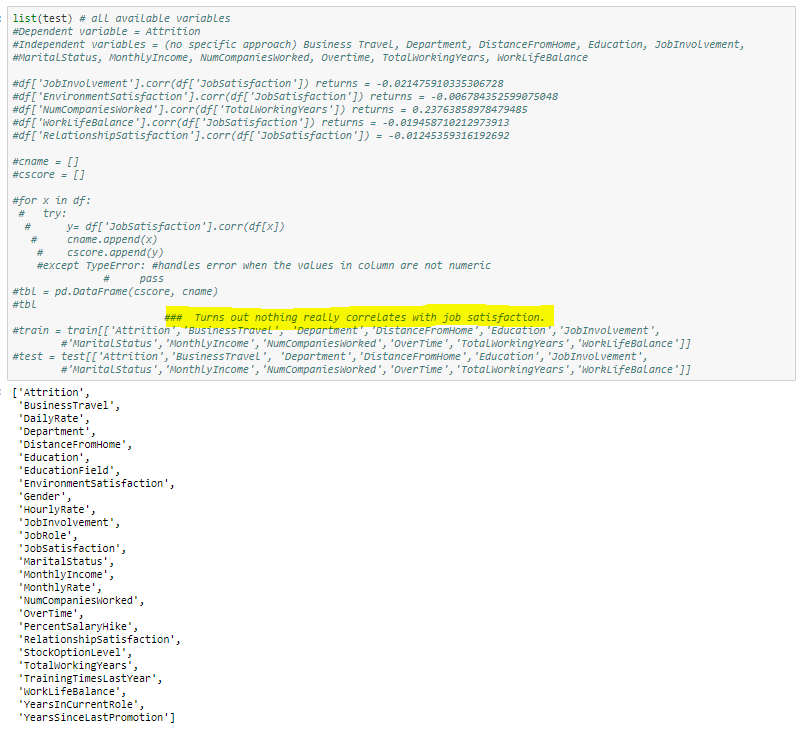 list(test) # all available variables
#Dependent variable = Attrition
#Independent variables = (no specific approach) Business Travel, Department, DistanceFromHome, Education, JobInvolvement,
#MaritalStatus, MonthlyIncome, NumCompaniesWorked, Overtime, TotalWorkingYears, WorkLifeBalance

#df['JobInvolvement'].corr(df['JobSatisfaction']) returns = -0.021475910335306728
#df['EnvironmentSatisfaction'].corr(df['JobSatisfaction']) returns = -0.006784352599075048
#df['NumCompaniesWorked'].corr(df['TotalWorkingYears']) returns = 0.23763858978479485
#df['WorkLifeBalance'].corr(df['JobSatisfaction']) returns = -0.019458710212973913
#df['RelationshipSatisfaction'].corr(df['JobSatisfaction']) = -0.01245359316192692

#cname = []
#cscore = []

#for x in df:
 #   try:
  #      y= df['JobSatisfaction'].corr(df[x])
   #     cname.append(x)
    #    cscore.append(y)
    #except TypeError: #handles error when the values in column are not numeric
              #     pass
#tbl = pd.DataFrame(cscore, cname)
#tbl
                       ###  Turns out nothing really correlates with job satisfaction.
#train = train[['Attrition','BusinessTravel', 'Department','DistanceFromHome','Education','JobInvolvement',
        #'MaritalStatus','MonthlyIncome','NumCompaniesWorked','OverTime','TotalWorkingYears','WorkLifeBalance']]
#test = test[['Attrition','BusinessTravel', 'Department','DistanceFromHome','Education','JobInvolvement',
        #'MaritalStatus','MonthlyIncome','NumCompaniesWorked','OverTime','TotalWorkingYears','WorkLifeBalance']]
['Attrition',
 'BusinessTravel',
 'DailyRate',
 'Department',
 'DistanceFromHome',
 'Education',
 'EducationField',
 'EnvironmentSatisfaction',
 'Gender',
 'HourlyRate',
 'JobInvolvement',
 'JobRole',
 'JobSatisfaction',
 'MaritalStatus',
 'MonthlyIncome',
 'MonthlyRate',
 'NumCompaniesWorked',
 'OverTime',
 'PercentSalaryHike',
 'RelationshipSatisfaction',
 'StockOptionLevel',
 'TotalWorkingYears',
 'TrainingTimesLastYear',
 'WorkLifeBalance',
 'YearsInCurrentRole',
 'YearsSinceLastPromotion']